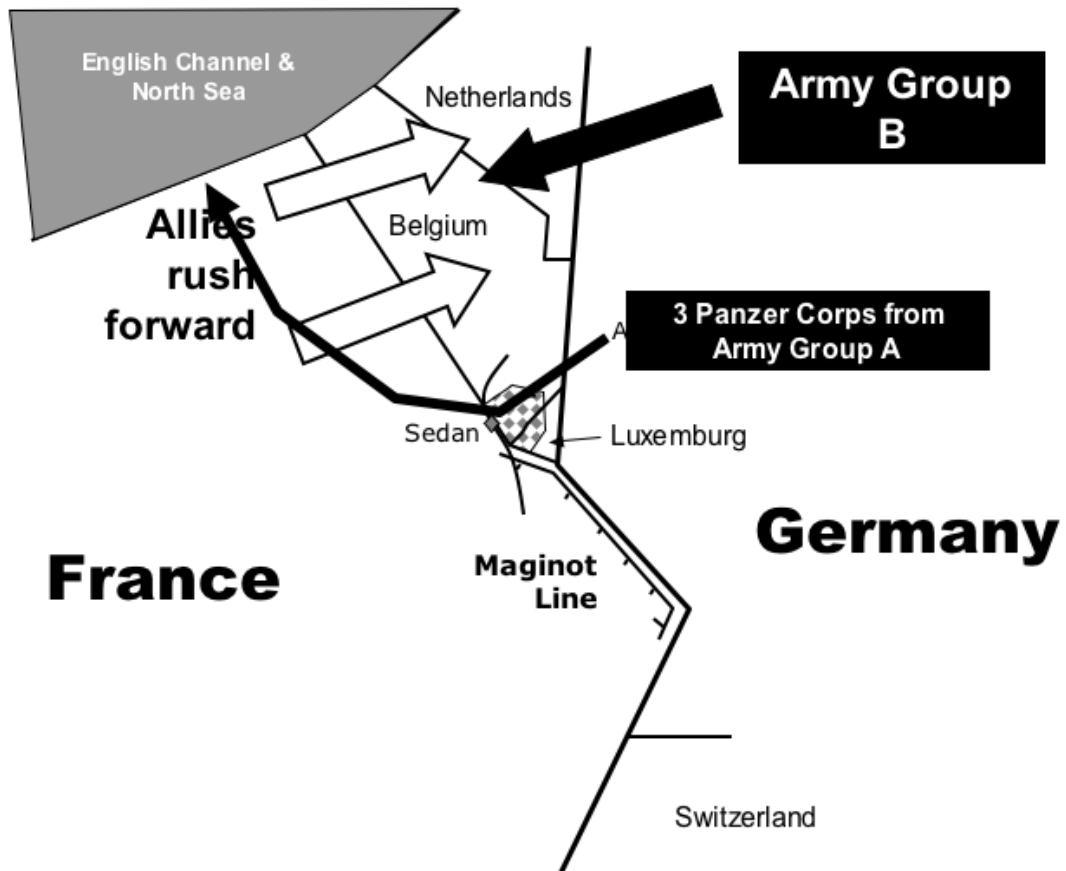 English Channel &
North Sea
Netherlands
Army Group
B
Allies
rush
forward
Belgium
A
3 Panzer Corps from
Army Group A
Sedan
Luxemburg
Germany
France
Maginot
Line
Switzerland